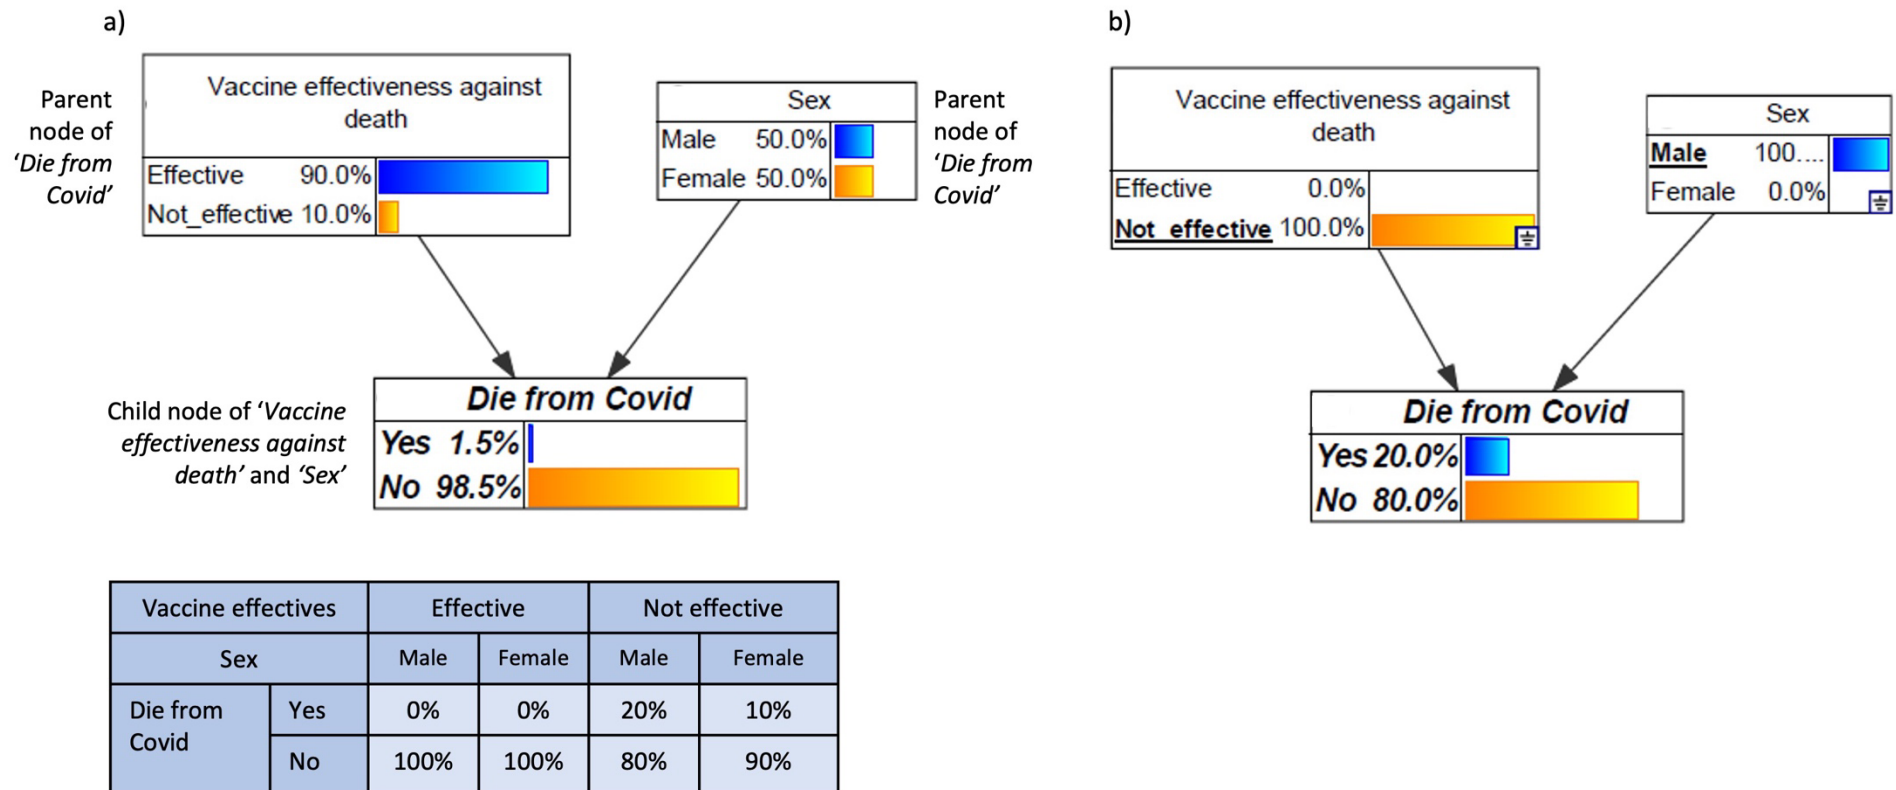 a)
Parent
node of
‘Die from
Covid’
Vaccine effectiveness against
death
Effective 90.0%
Not_effective 10.0%
Sex
Male 50.0%
Female 50.0%
Parent
node of
‘Die from
Covid’
Child node of ‘Vaccine
effectiveness against
death’ and ‘Sex’
Die from Covid
Yes 1.5%
No 98.5%
Vaccine effectives Effective Not effective
Sex Male Female Male Female
Die from
Covid
Yes 0% 0% 20% 10%
No 100% 100% 80% 90%
b)
Vaccine effectiveness against
death
Effective 0.0%
Not_effective 100.0%
Sex
Male 100....
Female 0.0%
Die from Covid
Yes 20.0%
No 80.0%